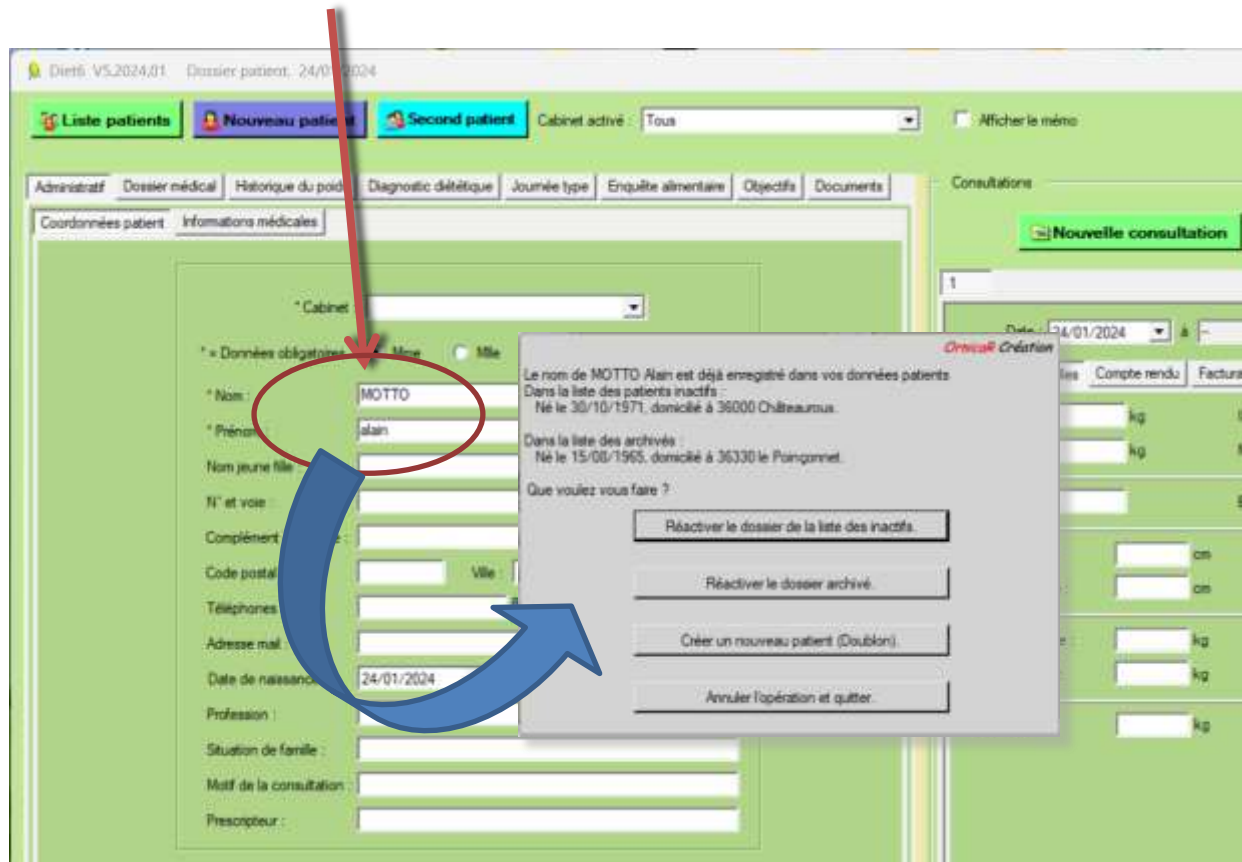 Diet6 V5.2024.01 Dossier patient. 24/01/2024
Liste patients Nouveau patient Second patient Cabinet activé : Tous Afficher le mémo
Administratif Dossier médical Historique du poids Diagnostic diététique Journée type Enquête alimentaire Objectifs Documents Consultations
Coordonnées patient Informations médicales
Nouvelle consultation
1
* Cabinet :
Date : 24/01/2024 à --
* = Données obligatoires Mme Mlle
OrnicaR Création
Compte rendu Factura
Le nom de MOTTO Alain est déjà enregistré dans vos données patients
Dans la liste des patients inactifs :
Né le 30/10/1971, domicilié à 36000 Châteauroux.
Dans la liste des archivés :
Né le 15/08/1965, domicilié à 36330 le Poinçonnet.
Que voulez vous faire ?
Réactiver le dossier de la liste des inactifs.
Réactiver le dossier archivé.
Créer un nouveau patient (Doublon).
Annuler l'opération et quitter.
* Nom : MOTTO
* Prénom alain
Nom jeune fille :
N° et voie :
Complément
Code postal Ville :
Téléphones
Adresse mail
Date de naissance 24/01/2024
Profession :
Situation de famille :
Motif de la consultation :
Prescripteur :
kg
kg
cm
cm
kg
kg
kg